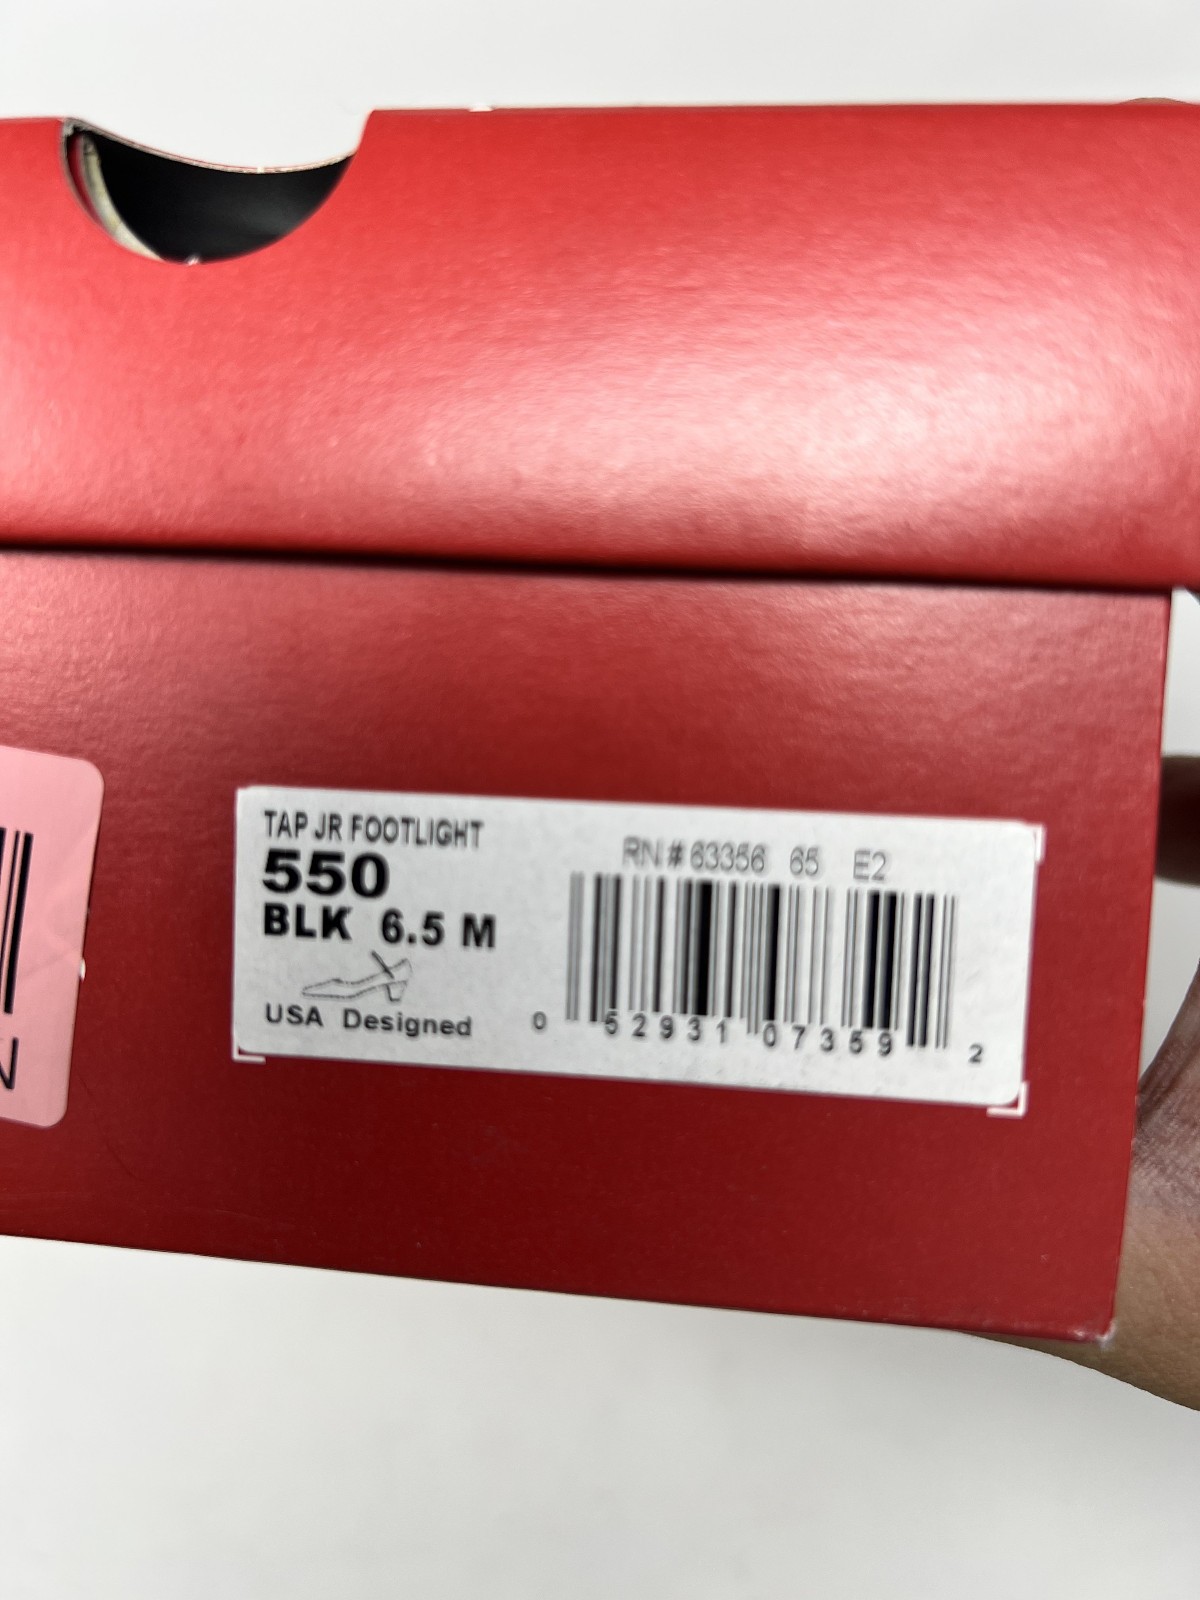 TAP JR FOOTLIGHT
550
BLK 6.5 M
USA Designed
RN # 63356 65 E2
0 52931 07359 2
N